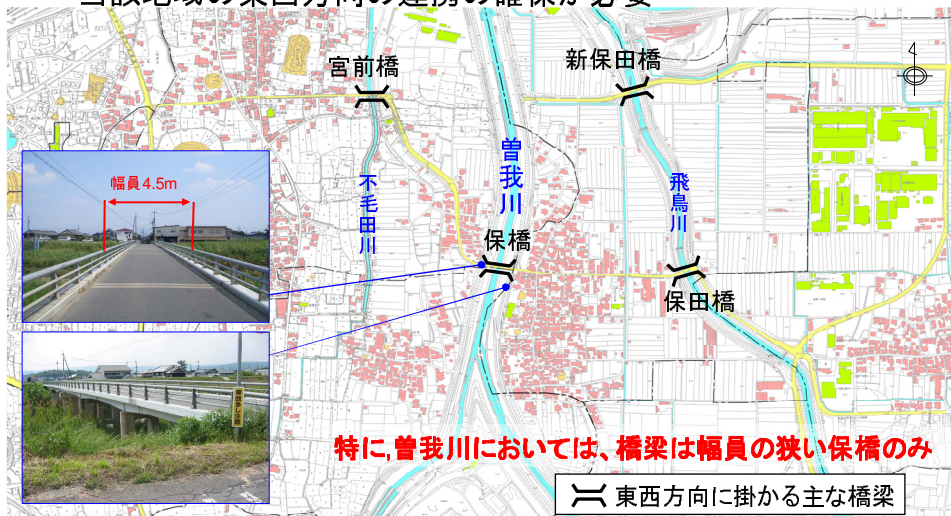 当該地域の東西方向の連携の確保が必要
宮前橋
新保田橋
幅員4.5m
不毛田川
曽我川
飛鳥川
保橋
保田橋
特に,曽我川においては、橋梁は幅員の狭い保橋のみ
東西方向に掛かる主な橋梁